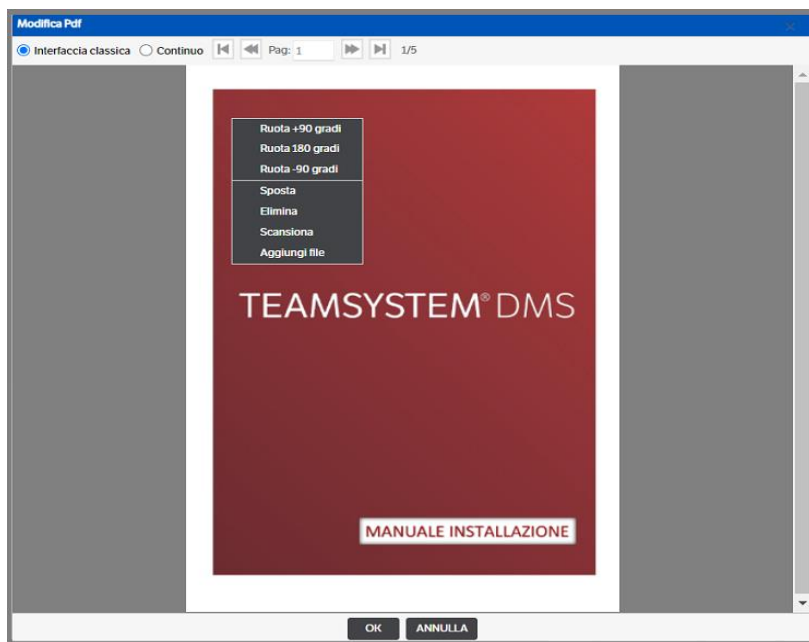 Modifica Pdf
Interfaccia classica Continuo Pag: 1 1/5
Ruota +90 gradi
Ruota 180 gradi
Ruota -90 gradi
Sposta
Elimina
Scansiona
Aggiungi file
TEAMSYSTEM® DMS
MANUALE INSTALLAZIONE
OK ANNULLA